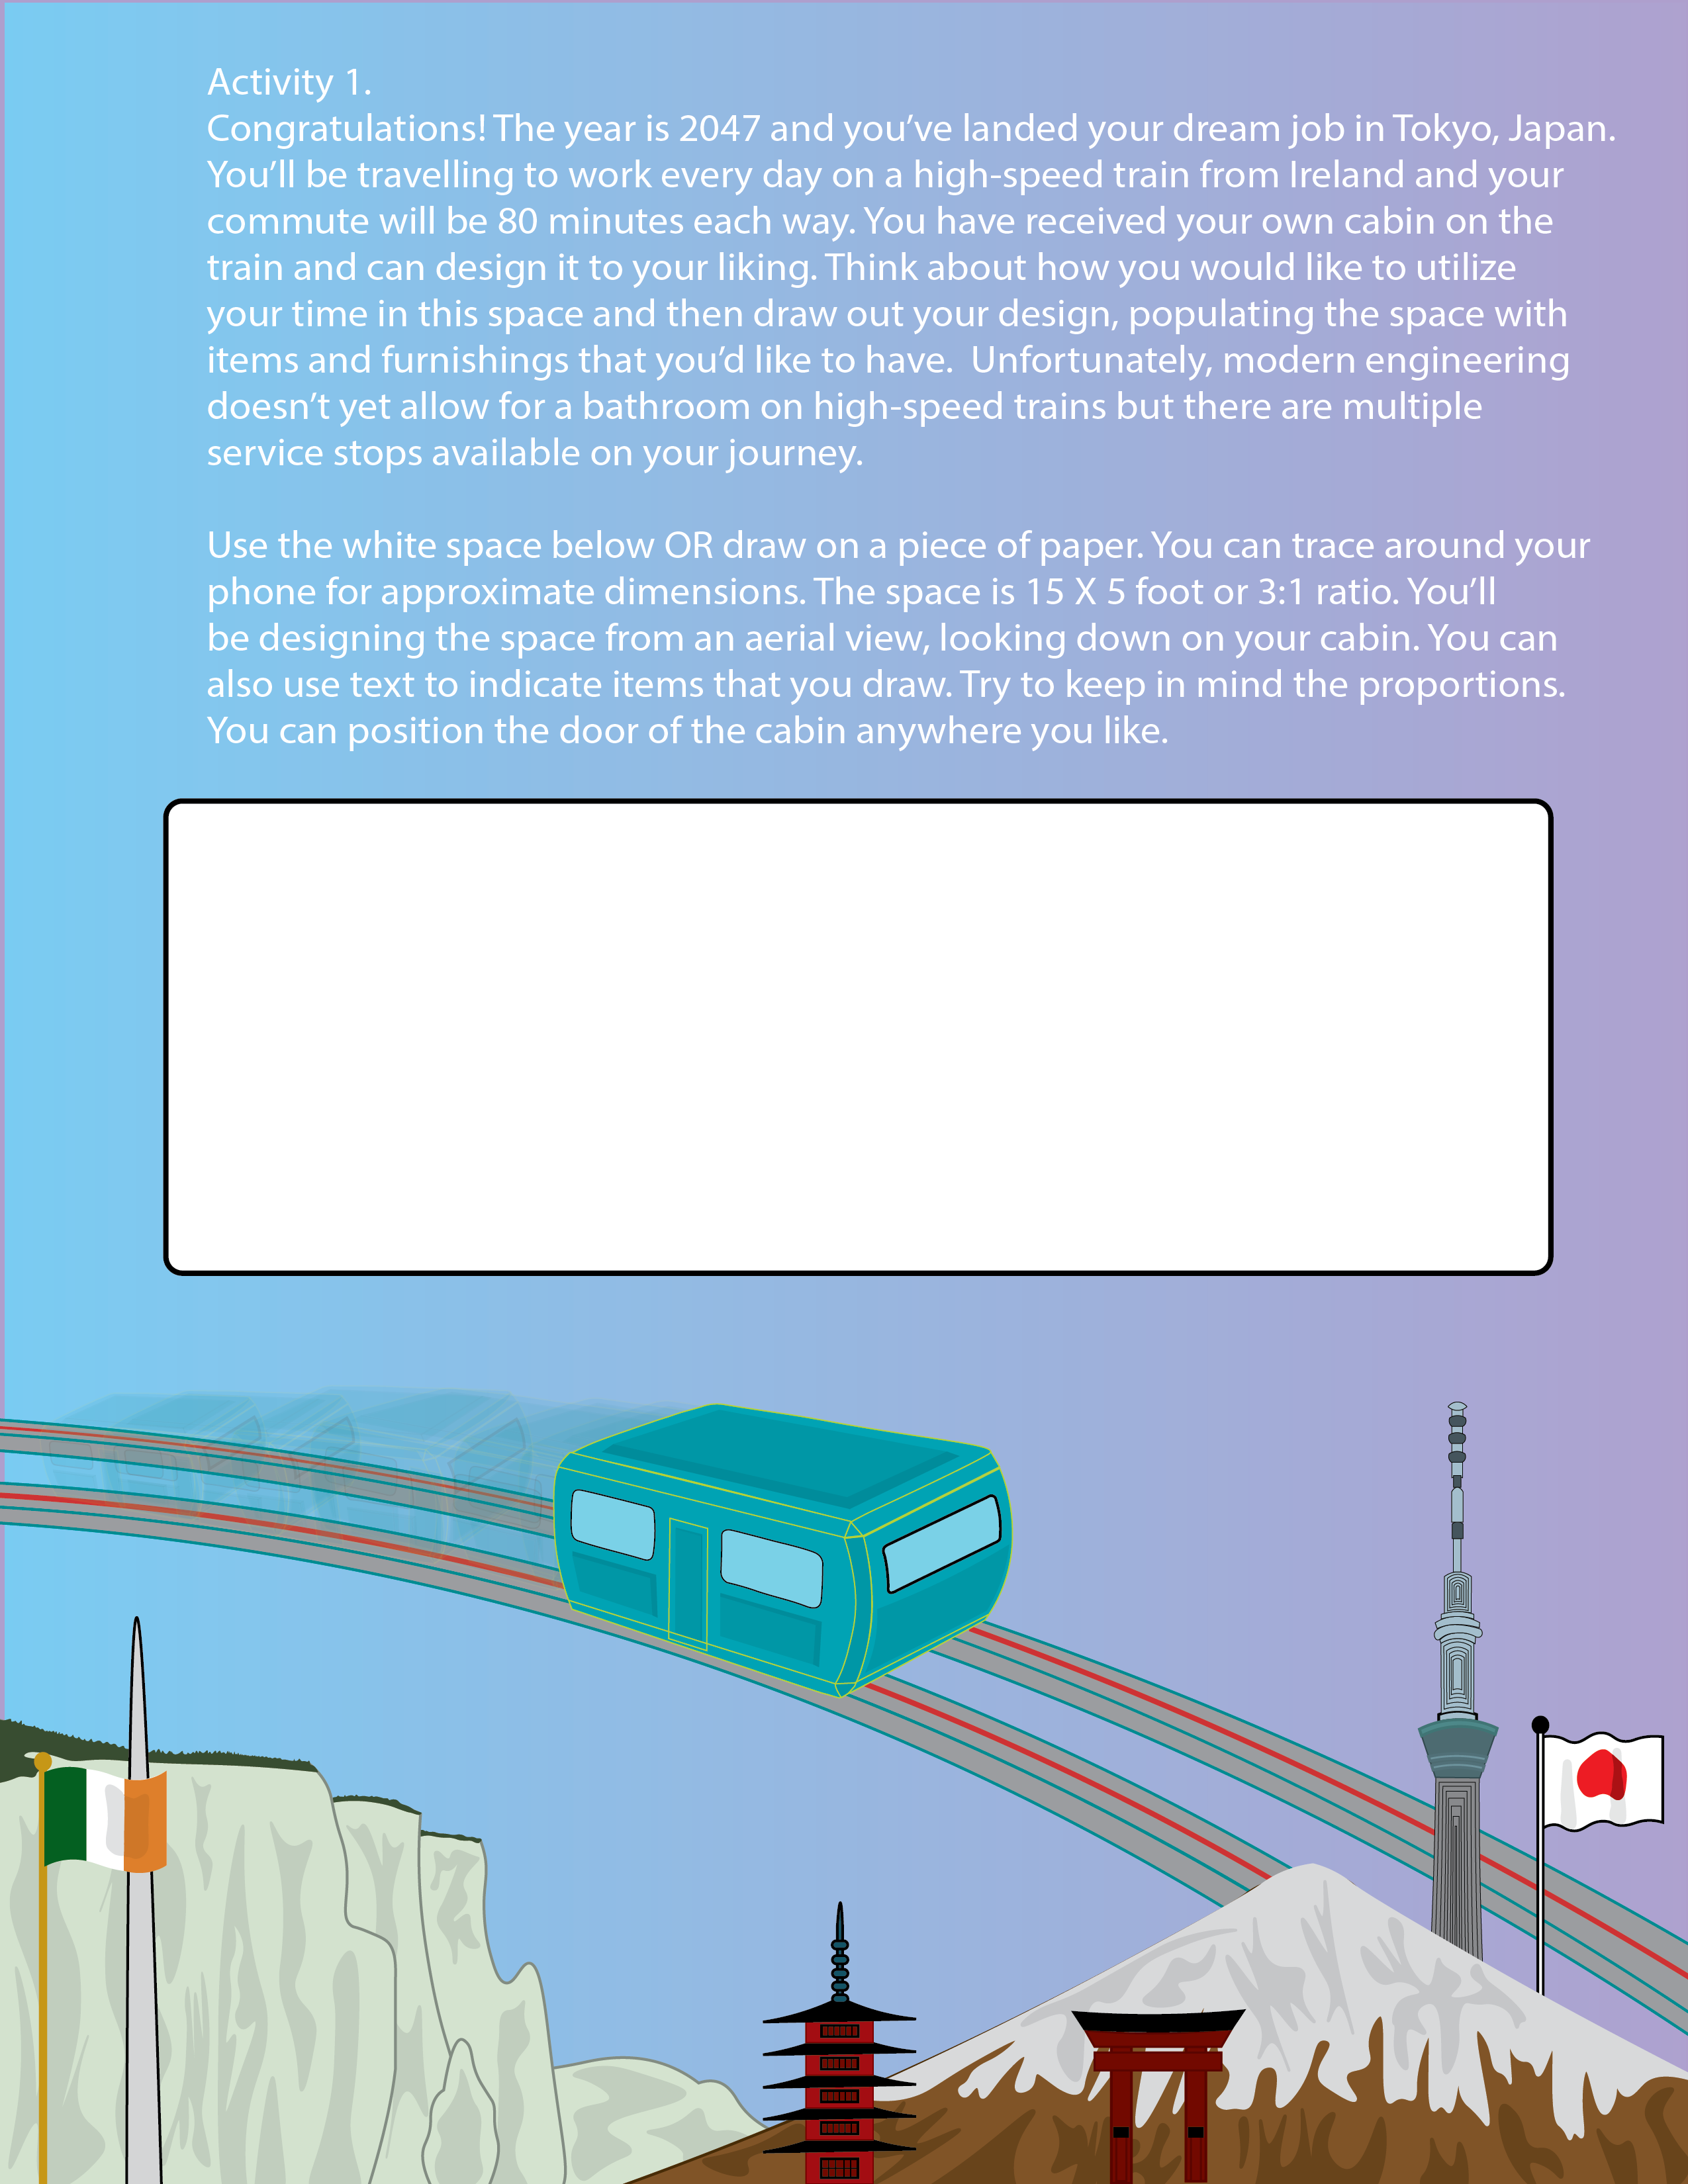 Activity 1.
Congratulations! The year is 2047 and you’ve landed your dream job in Tokyo, Japan.
You’ll be travelling to work every day on a high-speed train from Ireland and your
commute will be 80 minutes each way. You have received your own cabin on the
train and can design it to your liking. Think about how you would like to utilize
your time in this space and then draw out your design, populating the space with
items and furnishings that you’d like to have.  Unfortunately, modern engineering
doesn’t yet allow for a bathroom on high-speed trains but there are multiple
service stops available on your journey.
Use the white space below OR draw on a piece of paper. You can trace around your
phone for approximate dimensions. The space is 15 X 5 foot or 3:1 ratio. You’ll
be designing the space from an aerial view, looking down on your cabin. You can
also use text to indicate items that you draw. Try to keep in mind the proportions.
You can position the door of the cabin anywhere you like.